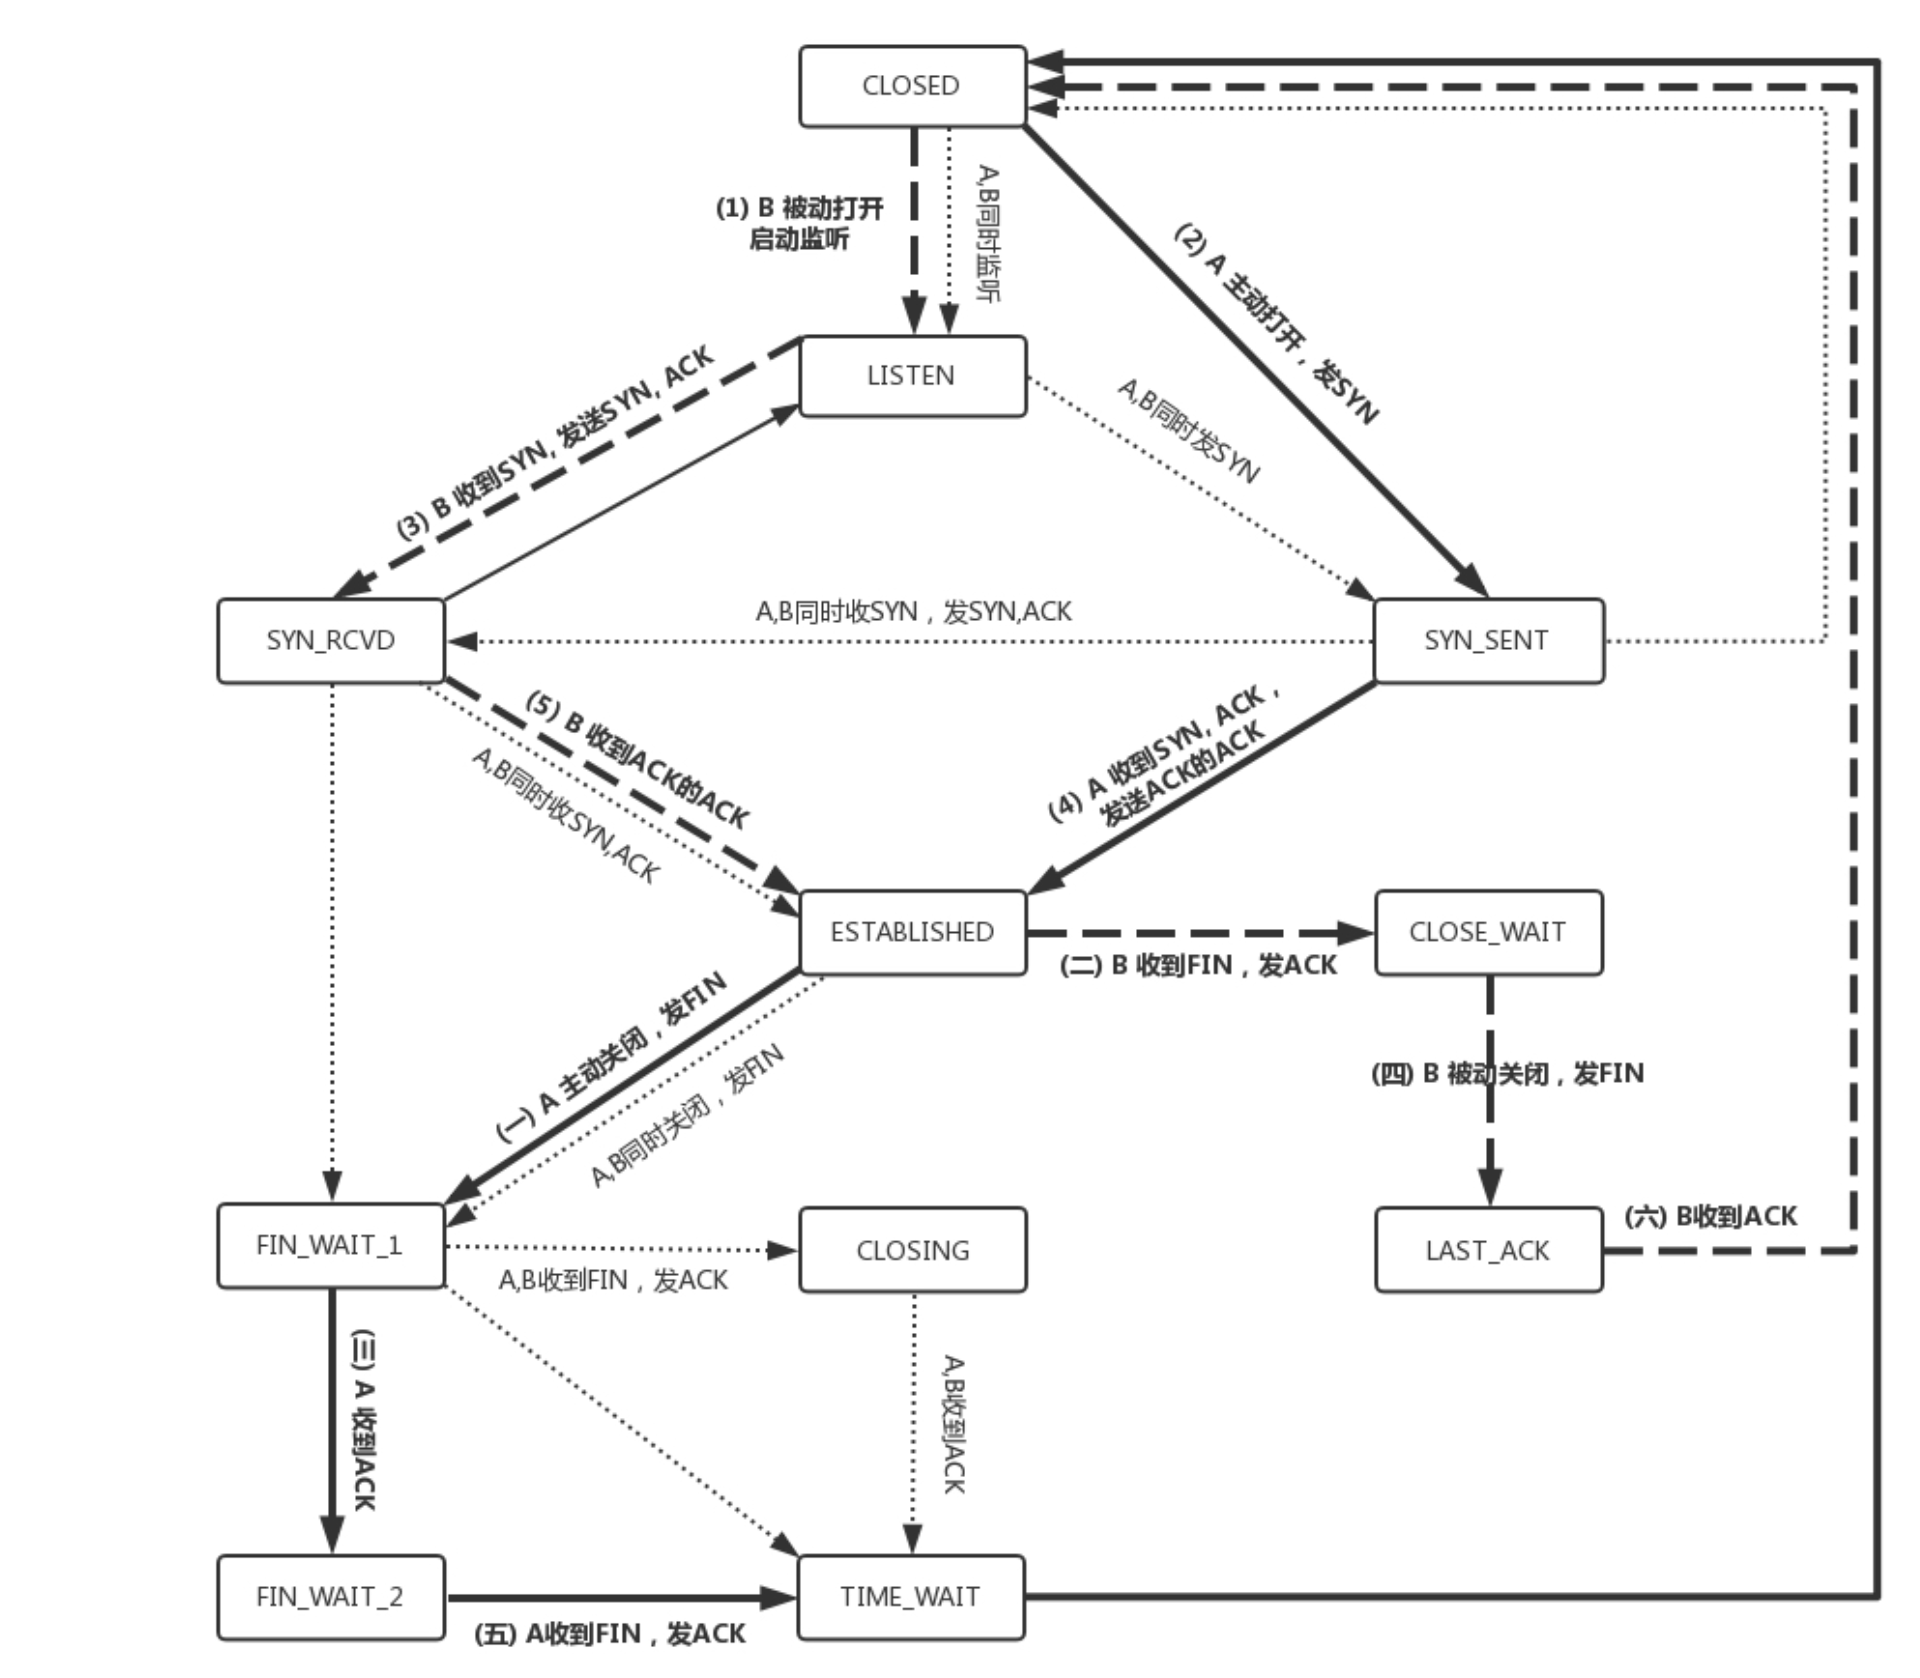 CLOSED
(1) B 被动打开
启动监听
A,B同时监听
(2) A 主动打开，发SYN
LISTEN
(3) B 收到SYN, 发送SYN, ACK
A,B同时发SYN
SYN_RCVD
A,B同时收SYN，发SYN,ACK
SYN_SENT
(5) B 收到ACK的ACK
A,B同时收SYN,ACK
(4) A 收到SYN, ACK，
发送ACK的ACK
ESTABLISHED
(二) B 收到FIN，发ACK
CLOSE_WAIT
(一) A 主动关闭，发FIN
A,B同时关闭，发FIN
(四) B 被动关闭，发FIN
FIN_WAIT_1
A,B收到FIN，发ACK
CLOSING
LAST_ACK
(六) B收到ACK
(三) A 收到ACK
A,B收到ACK
FIN_WAIT_2
(五) A收到FIN，发ACK
TIME_WAIT